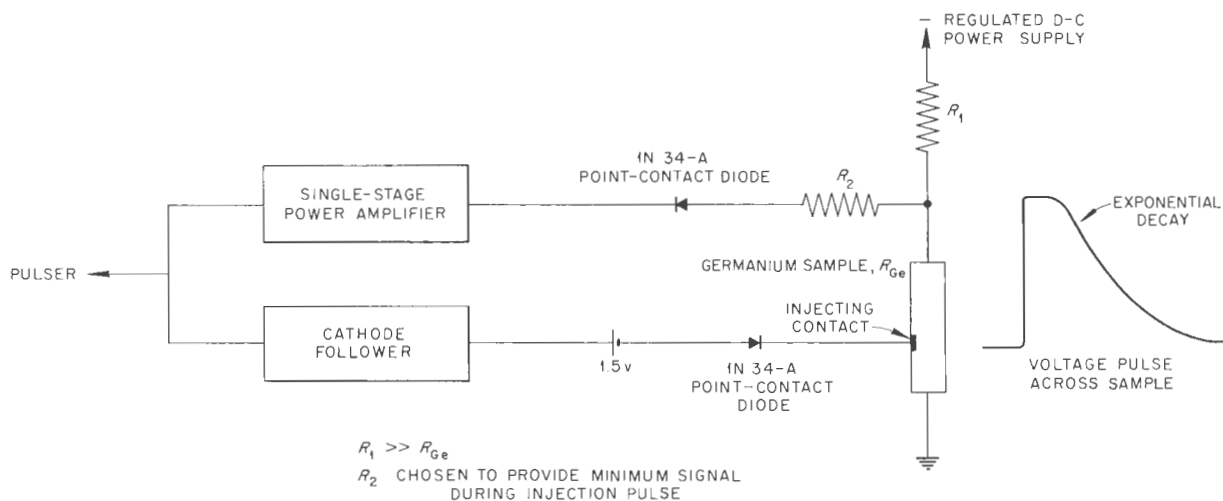 – REGULATED D-C
POWER SUPPLY
R1
1N 34-A
POINT-CONTACT DIODE
R2
SINGLE-STAGE
POWER AMPLIFIER
EXPONENTIAL
DECAY
PULSER
GERMANIUM SAMPLE, RGe
INJECTING
CONTACT
CATHODE
FOLLOWER
1.5 v
1N 34-A
POINT-CONTACT
DIODE
VOLTAGE PULSE
ACROSS SAMPLE
R1 >> RGe
R2 CHOSEN TO PROVIDE MINIMUM SIGNAL
DURING INJECTION PULSE